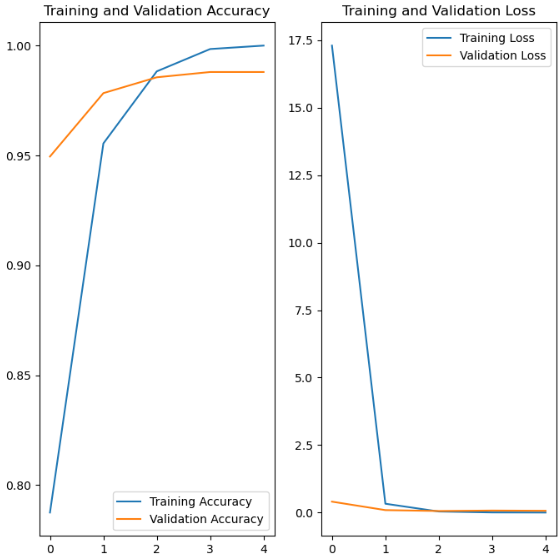 Training and Validation Accuracy
1.00
0.95
0.90
0.85
0.80
Training Accuracy
Validation Accuracy
0 1 2 3 4
Training and Validation Loss
Training Loss
Validation Loss
17.5
15.0
12.5
10.0
7.5
5.0
2.5
0.0
0 1 2 3 4